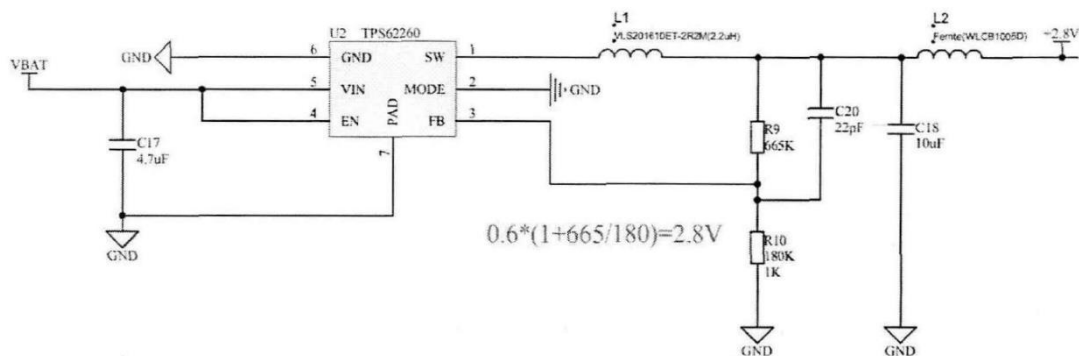 L1
VLS201610ET-2R2M(2.2uH)
L2
Ferrite(WLCB1005D)
+2.8V
U2 TPS62260
GND
6
GND
SW
1
VBAT
5
VIN
MODE
2
GND
4
EN
FB
3
PAD
7
C17
4.7uF
R9
665K
C20
22pF
C18
10uF
0.6*(1+665/180)=2.8V
R10
180K
1K
GND
GND
GND